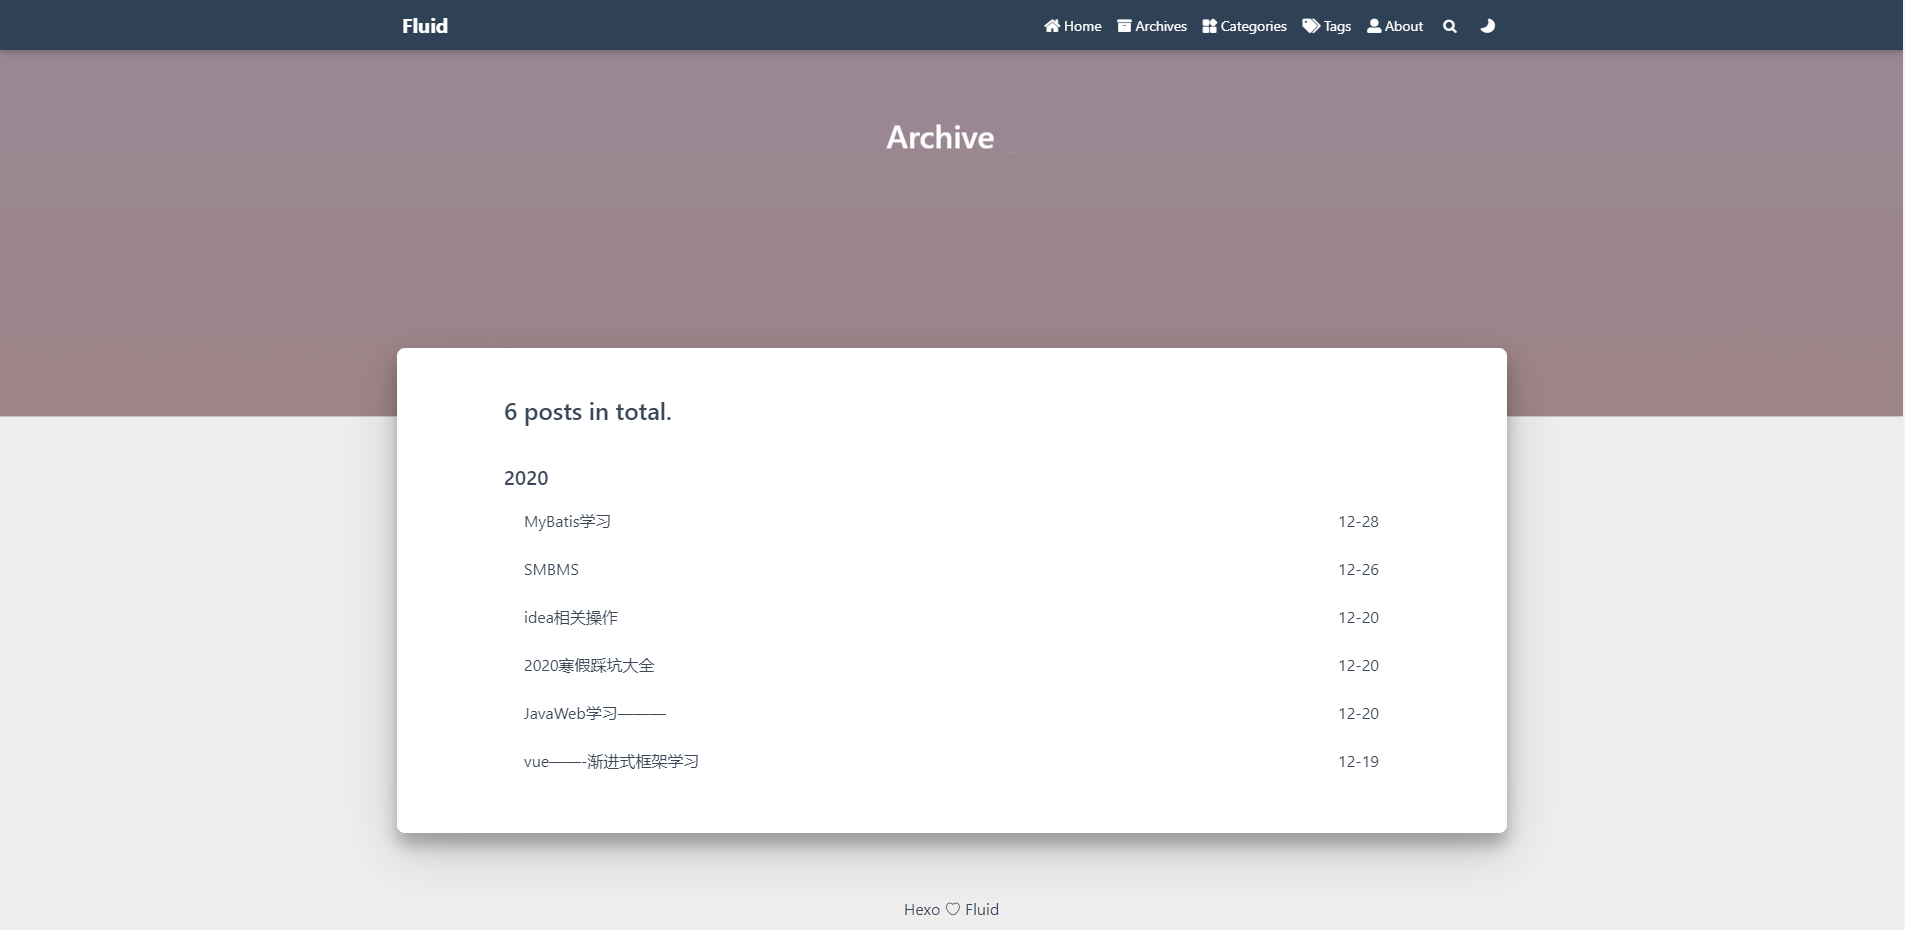 Fluid Home Archives Categories Tags About
Archive _
6 posts in total.
2020
MyBatis学习 12-28
SMBMS 12-26
idea相关操作 12-20
2020寒假踩坑大全 12-20
JavaWeb学习——— 12-20
vue——-渐进式框架学习 12-19
Hexo ♡ Fluid